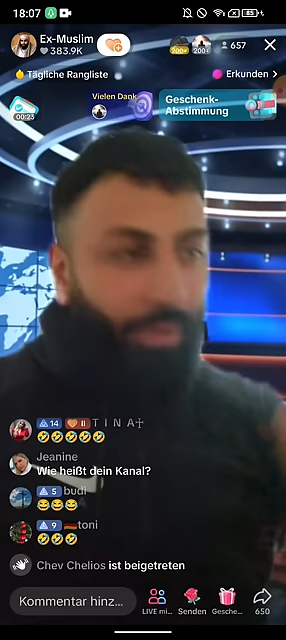 18:07
85
Ex-Muslim
383.9K
200+
200+
657
Tägliche Rangliste
Erkunden >
00:23
Vielen Dank
Geschenk-
Abstimmung
14 II T I N A☩
🤣🤣🤣🤣🤣
Jeanine
Wie heißt dein Kanal?
5 budi
😂😂😂
9 🇩🇪toni
🤣🤣🤣
Chev Chelios ist beigetreten
Kommentar hinz...
LIVE mi...
Senden
Gesche...
650